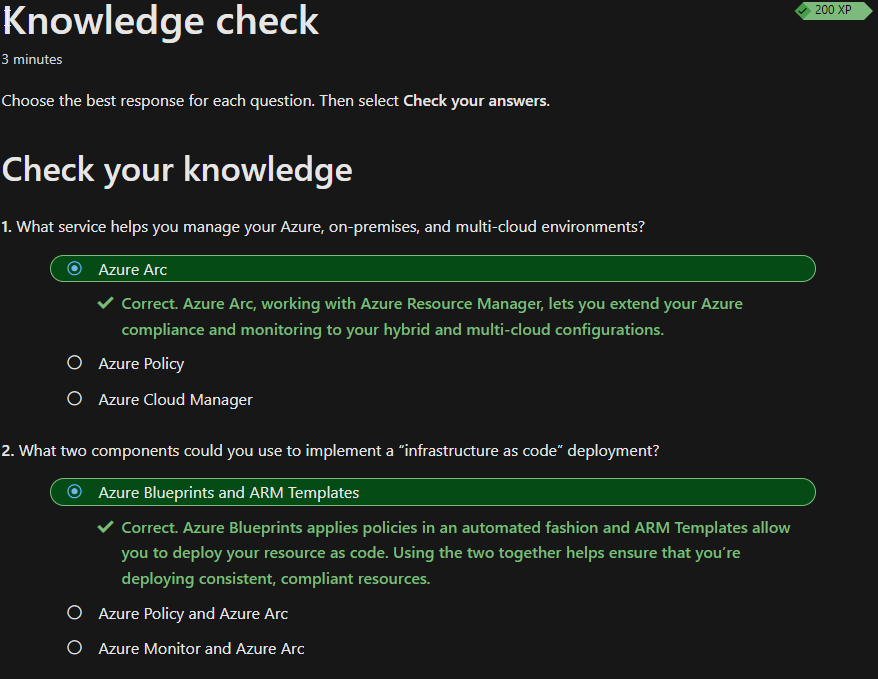 Knowledge check
200 XP
3 minutes
Choose the best response for each question. Then select Check your answers.
Check your knowledge
1. What service helps you manage your Azure, on-premises, and multi-cloud environments?
Azure Arc
Correct. Azure Arc, working with Azure Resource Manager, lets you extend your Azure
compliance and monitoring to your hybrid and multi-cloud configurations.
Azure Policy
Azure Cloud Manager
2. What two components could you use to implement a “infrastructure as code” deployment?
Azure Blueprints and ARM Templates
Correct. Azure Blueprints applies policies in an automated fashion and ARM Templates allow
you to deploy your resource as code. Using the two together helps ensure that you’re
deploying consistent, compliant resources.
Azure Policy and Azure Arc
Azure Monitor and Azure Arc